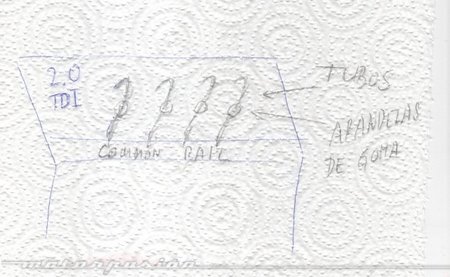 2.0
TDI
TUBOS
ARANDELAS
DE GOMA
COMMON RAIL